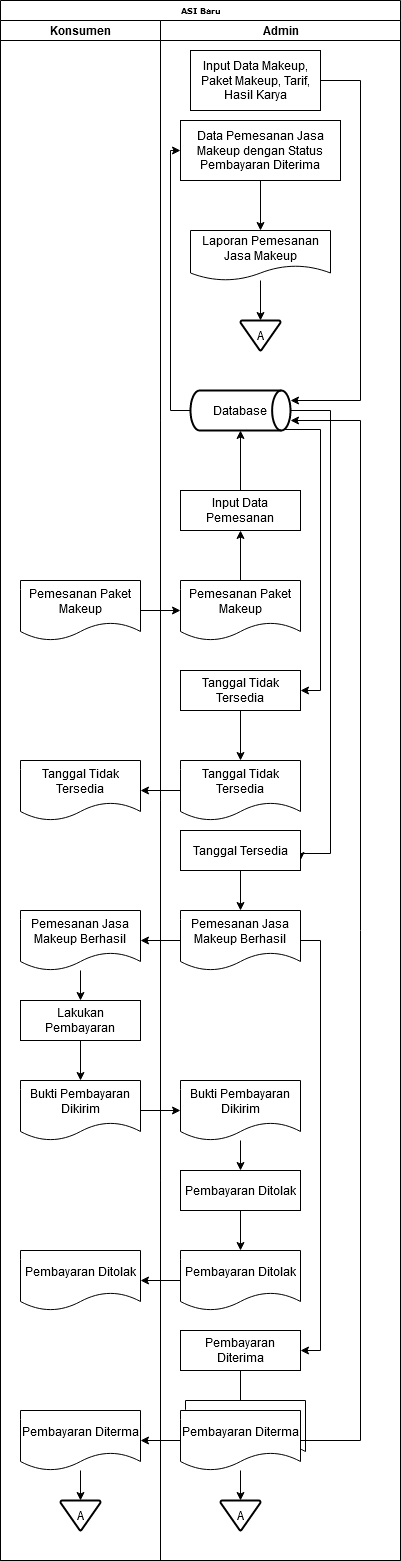 ASI Baru
Konsumen
Admin
Input Data Makeup,
Paket Makeup, Tarif,
Hasil Karya
Data Pemesanan Jasa
Makeup dengan Status
Pembayaran Diterima
Laporan Pemesanan
Jasa Makeup
A
Database
Input Data
Pemesanan
Pemesanan Paket
Makeup
Pemesanan Paket
Makeup
Tanggal Tidak
Tersedia
Tanggal Tidak
Tersedia
Tanggal Tidak
Tersedia
Tanggal Tersedia
Pemesanan Jasa
Makeup Berhasil
Pemesanan Jasa
Makeup Berhasil
Lakukan
Pembayaran
Bukti Pembayaran
Dikirim
Bukti Pembayaran
Dikirim
Pembayaran Ditolak
Pembayaran Ditolak
Pembayaran Ditolak
Pembayaran
Diterima
Pembayaran Diterma
Pembayaran Diterma
A
A